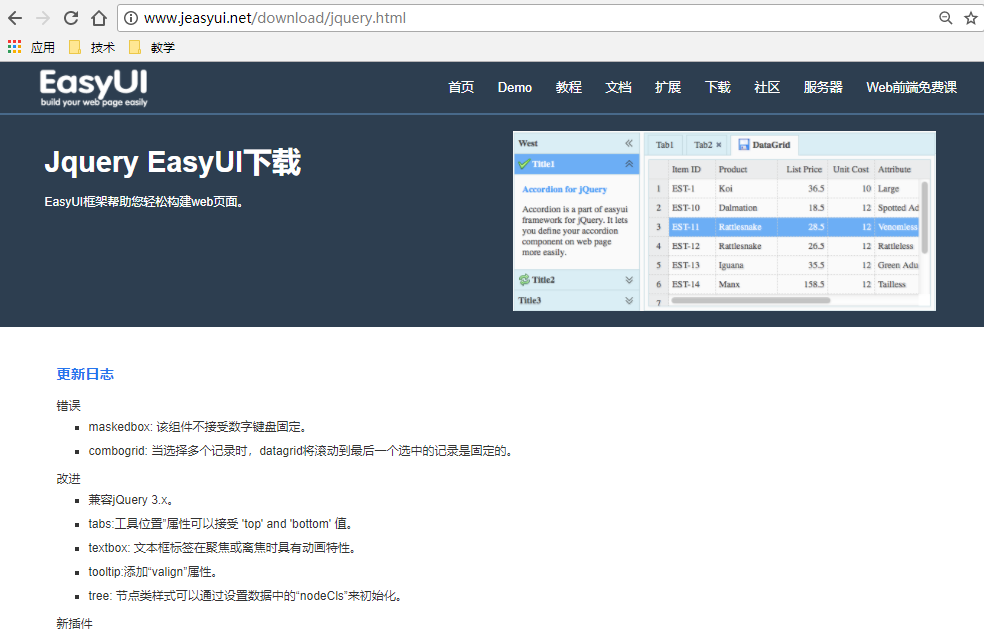 www.jeasyui.net/download/jquery.html
应用 技术 教学
EasyUI
build your web page easily
首页 Demo 教程 文档 扩展 下载 社区 服务器 Web前端免费课
Jquery EasyUI下载
EasyUI框架帮助您轻松构建web页面。
West
Title1
Accordion for jQuery
Accordion is a part of easyui
framework for jQuery. It lets
you define your accordion
component on web page
more easily.
Title2
Title3
Tab1 Tab2 DataGrid
Item ID Product List Price Unit Cost Attribute
1 EST-1 Koi 36.5 10 Large
2 EST-10 Dalmation 18.5 12 Spotted Ad
3 EST-11 Rattlesnake 28.5 12 Venomless
4 EST-12 Rattlesnake 26.5 12 Rattleless
5 EST-13 Iguana 35.5 12 Green Adu
6 EST-14 Manx 158.5 12 Tailless
7
更新日志
错误
maskedbox: 该组件不接受数字键盘固定。
combogrid: 当选择多个记录时，datagrid将滚动到最后一个选中的记录是固定的。
改进
兼容jQuery 3.x。
tabs:工具位置”属性可以接受 'top' and 'bottom' 值。
textbox: 文本框标签在聚焦或离焦时具有动画特性。
tooltip:添加“valign”属性。
tree: 节点类样式可以通过设置数据中的“nodeCls”来初始化。
新插件